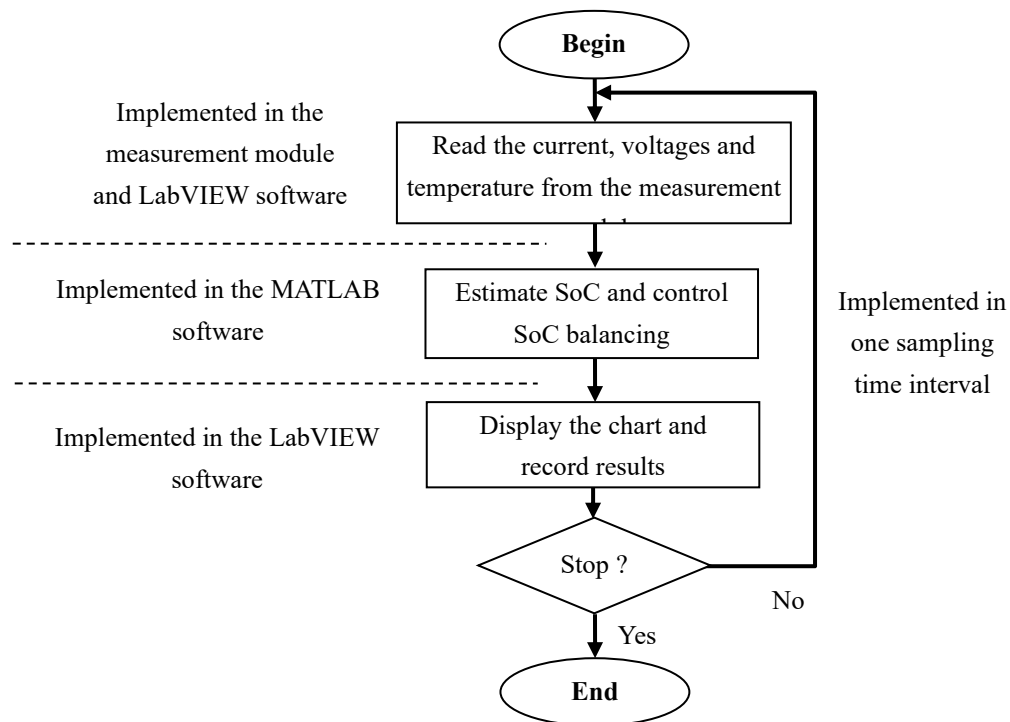 Begin
Implemented in the
measurement module
and LabVIEW software
Read the current, voltages and
temperature from the measurement
Implemented in the MATLAB
software
Estimate SoC and control
SoC balancing
Implemented in
one sampling
time interval
Implemented in the LabVIEW
software
Display the chart and
record results
Stop ?
No
Yes
End